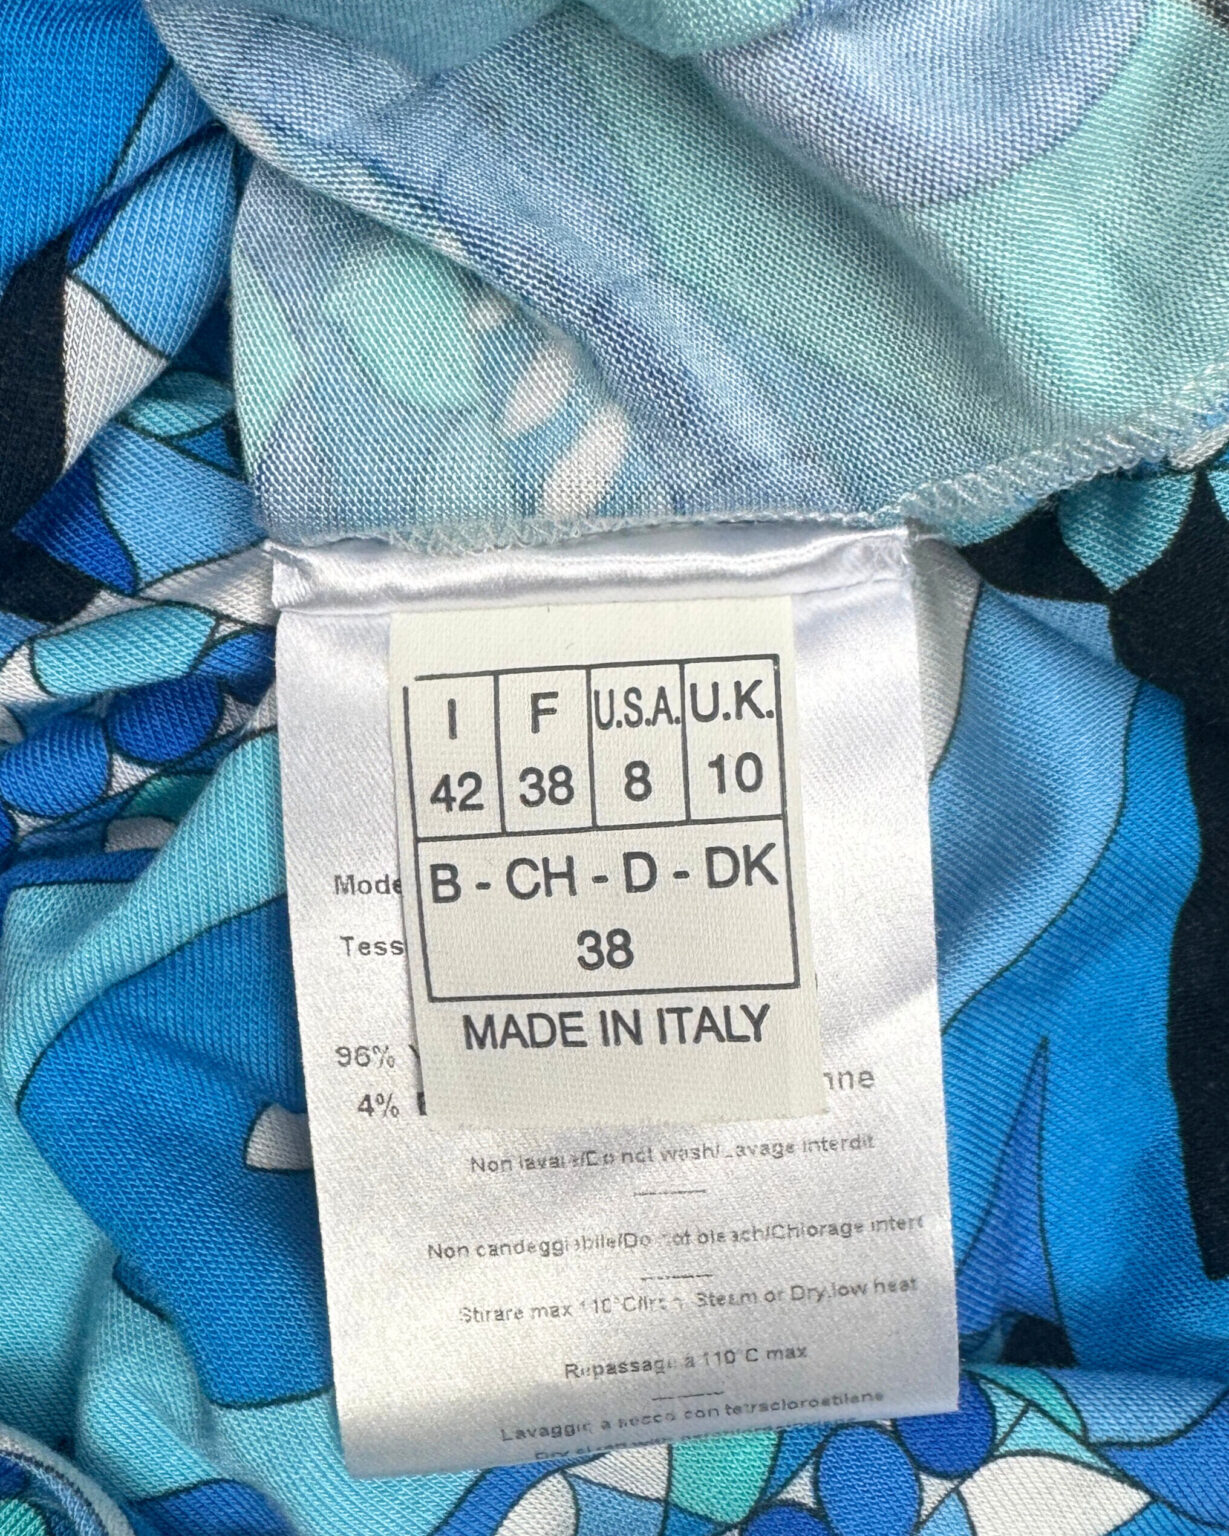 I F U.S.A. U.K.
42 38 8 10
B - CH - D - DK
38
MADE IN ITALY
Mode
Tess
96%
4%
nne
Non lavare/Do not wash/Lavage interdit
Non candeggiabile/Do not bleach/Chlorage interd
Stirare max 110°C/Iron Steam or Dry,low heat
Repassage a 110°C max
Lavaggio a secco con tetracloroetilene